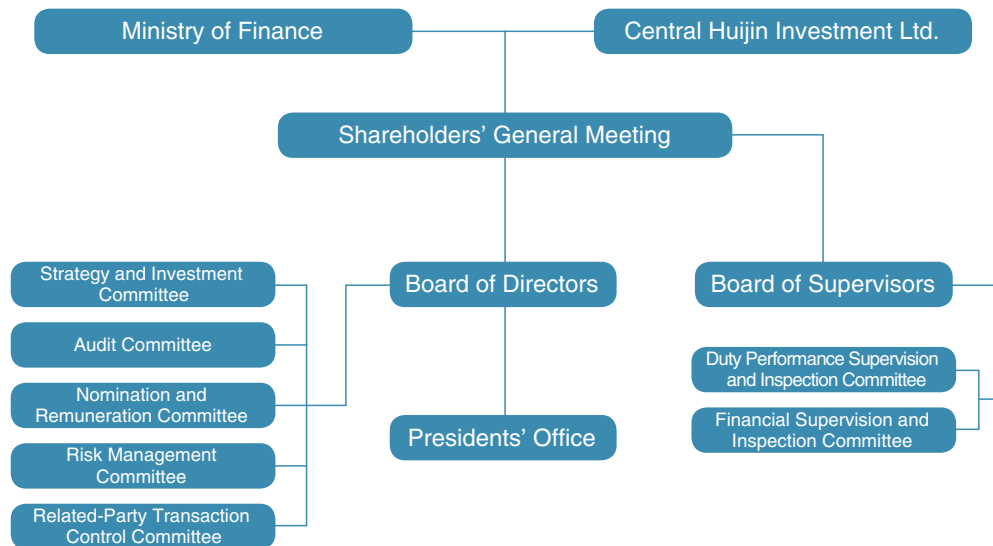 Ministry of Finance
Central Huijin Investment Ltd.
Shareholders’ General Meeting
Strategy and Investment
Committee
Audit Committee
Nomination and
Remuneration Committee
Risk Management
Committee
Related-Party Transaction
Control Committee
Board of Directors
Presidents’ Office
Board of Supervisors
Duty Performance Supervision
and Inspection Committee
Financial Supervision and
Inspection Committee